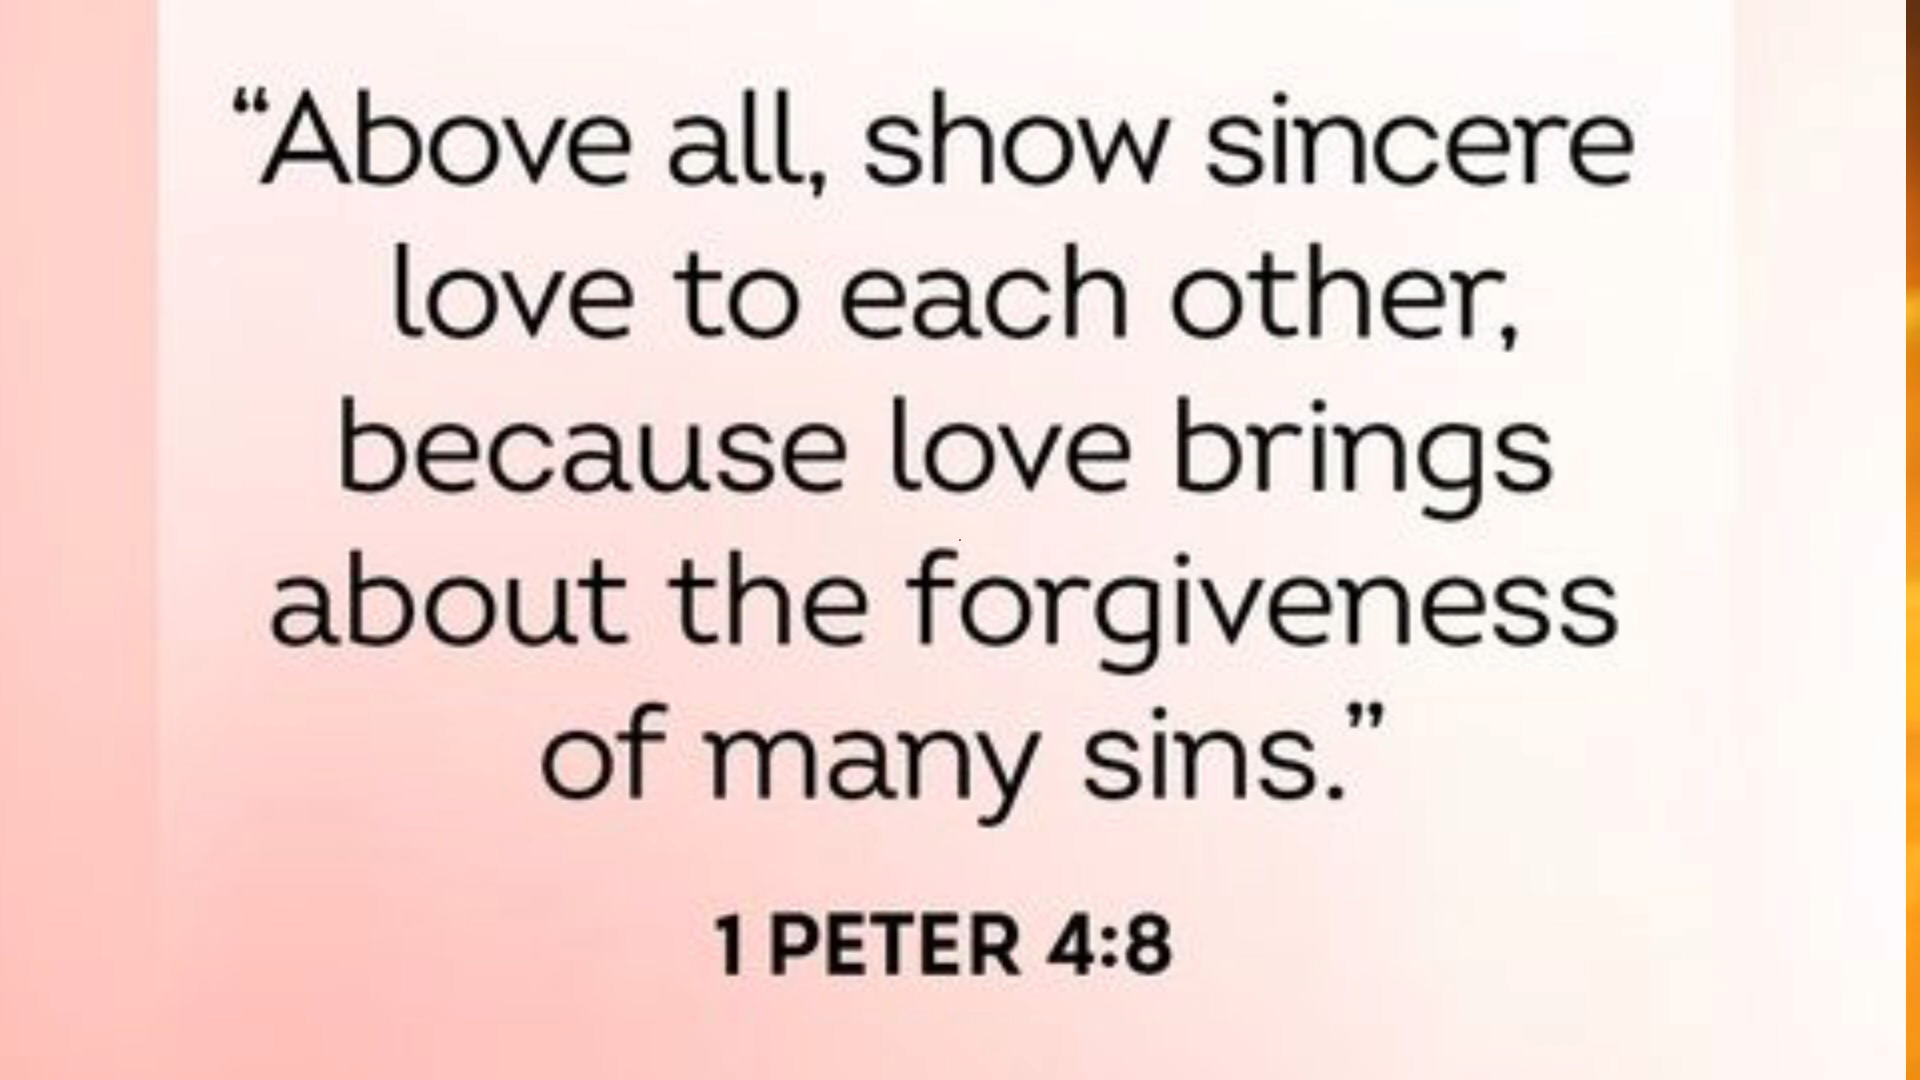 “Above all, show sincere
love to each other,
because love brings
about the forgiveness
of many sins.”
1 PETER 4:8